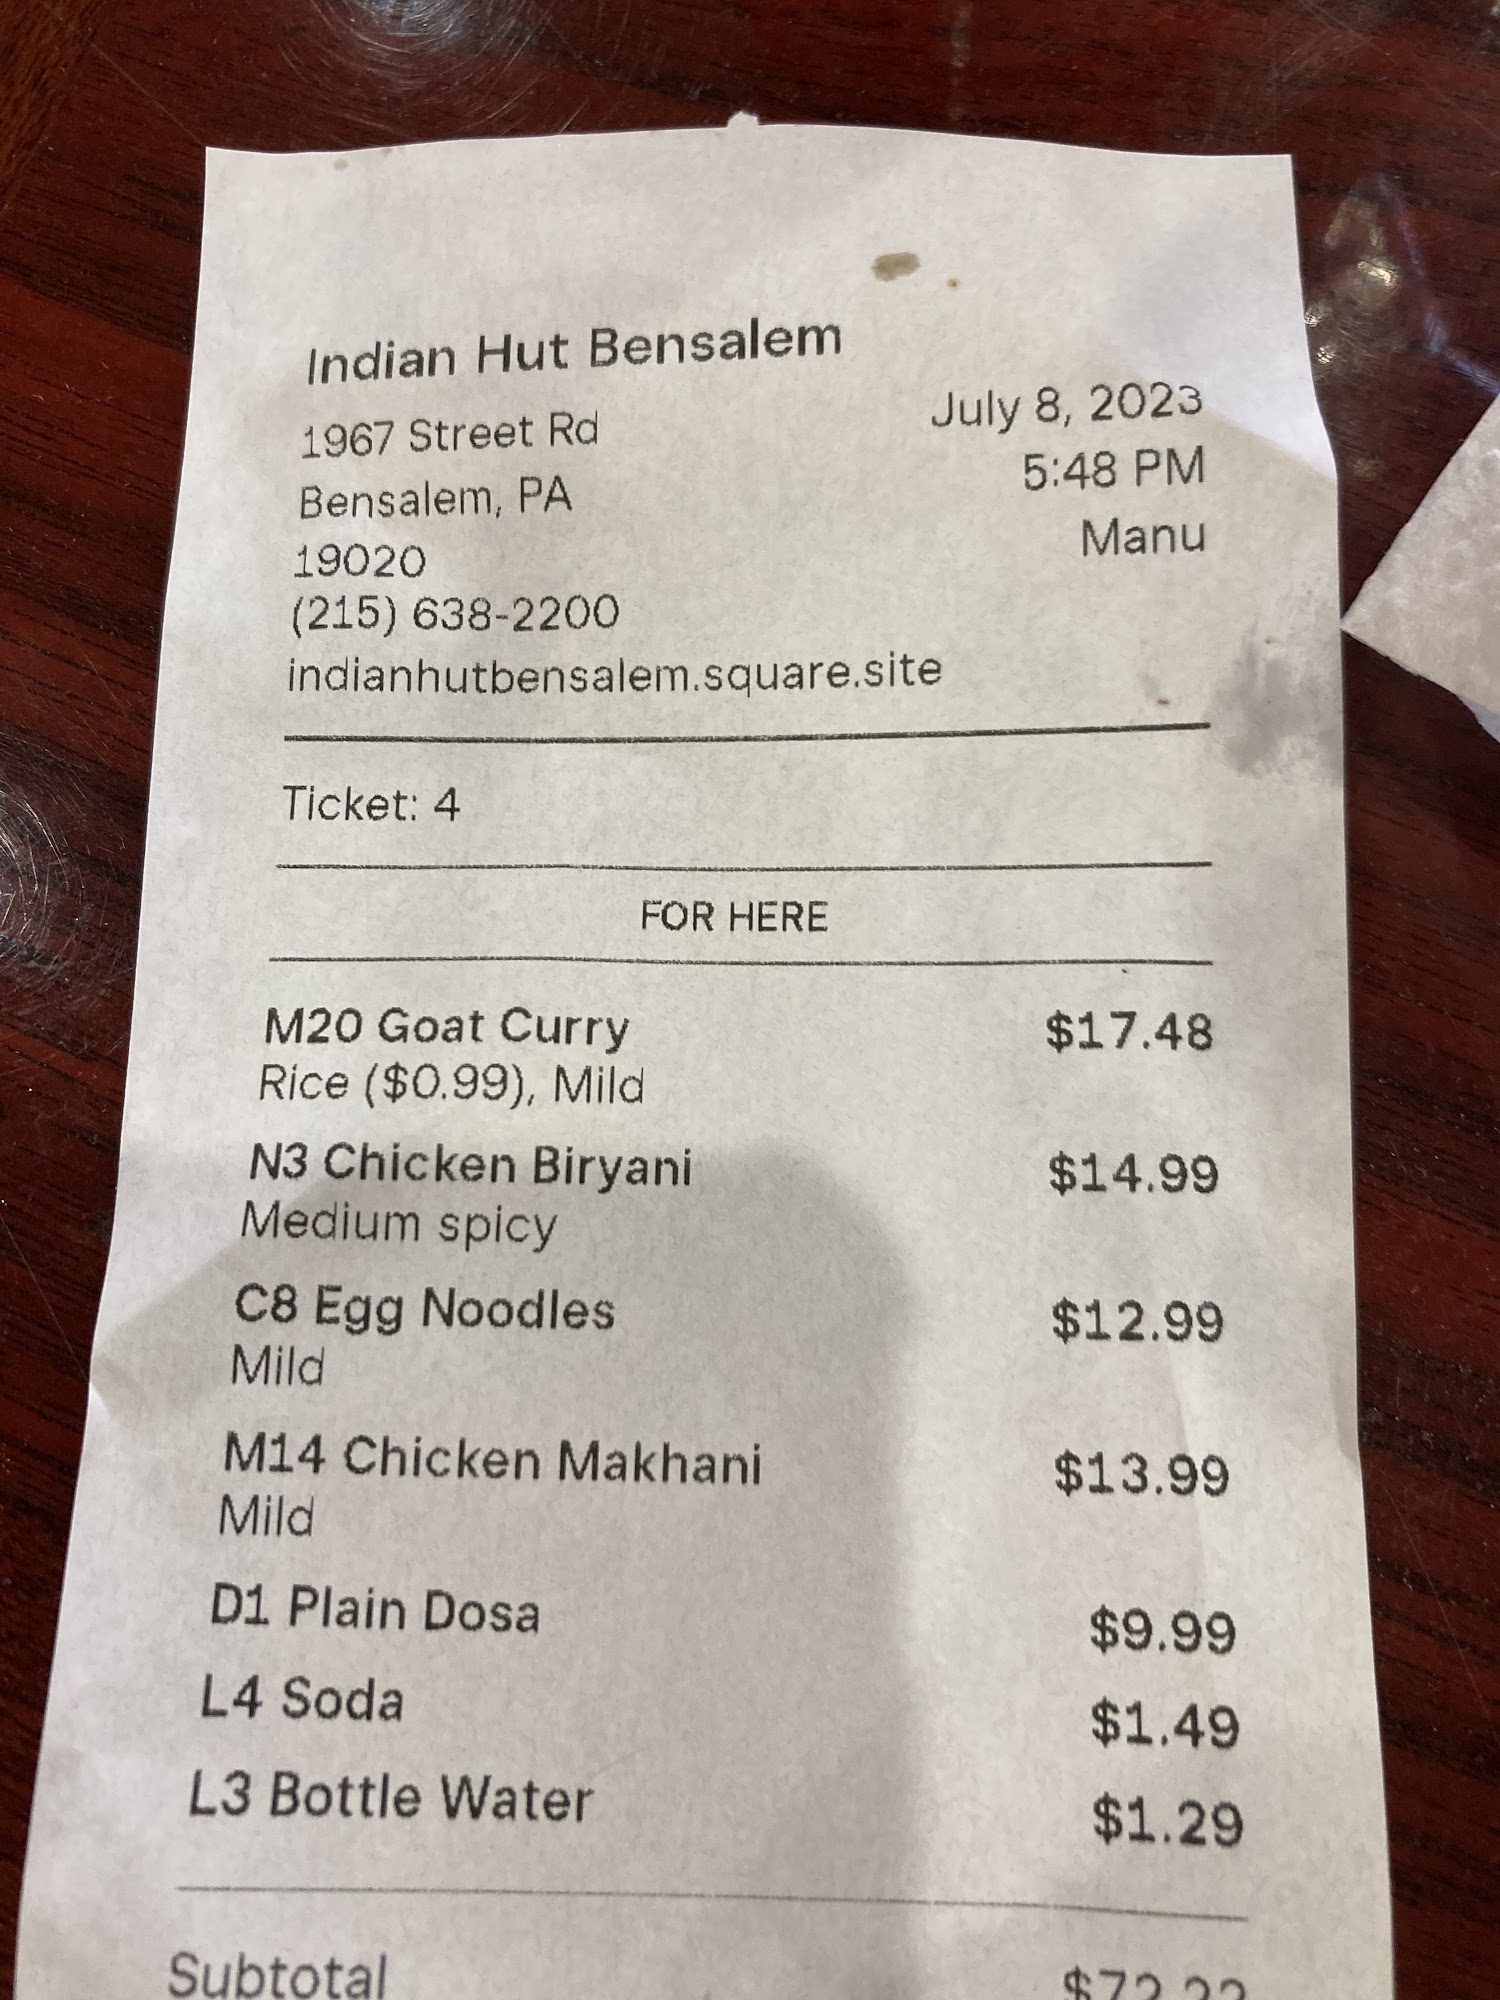 Indian Hut Bensalem
1967 Street Rd
Bensalem, PA
19020
(215) 638-2200
indianhutbensalem.square.site
July 8, 2023
5:48 PM
Manu
Ticket: 4
FOR HERE
M20 Goat Curry $17.48
Rice ($0.99), Mild
N3 Chicken Biryani $14.99
Medium spicy
C8 Egg Noodles $12.99
Mild
M14 Chicken Makhani $13.99
Mild
D1 Plain Dosa $9.99
L4 Soda $1.49
L3 Bottle Water $1.29
Subtotal $72.22